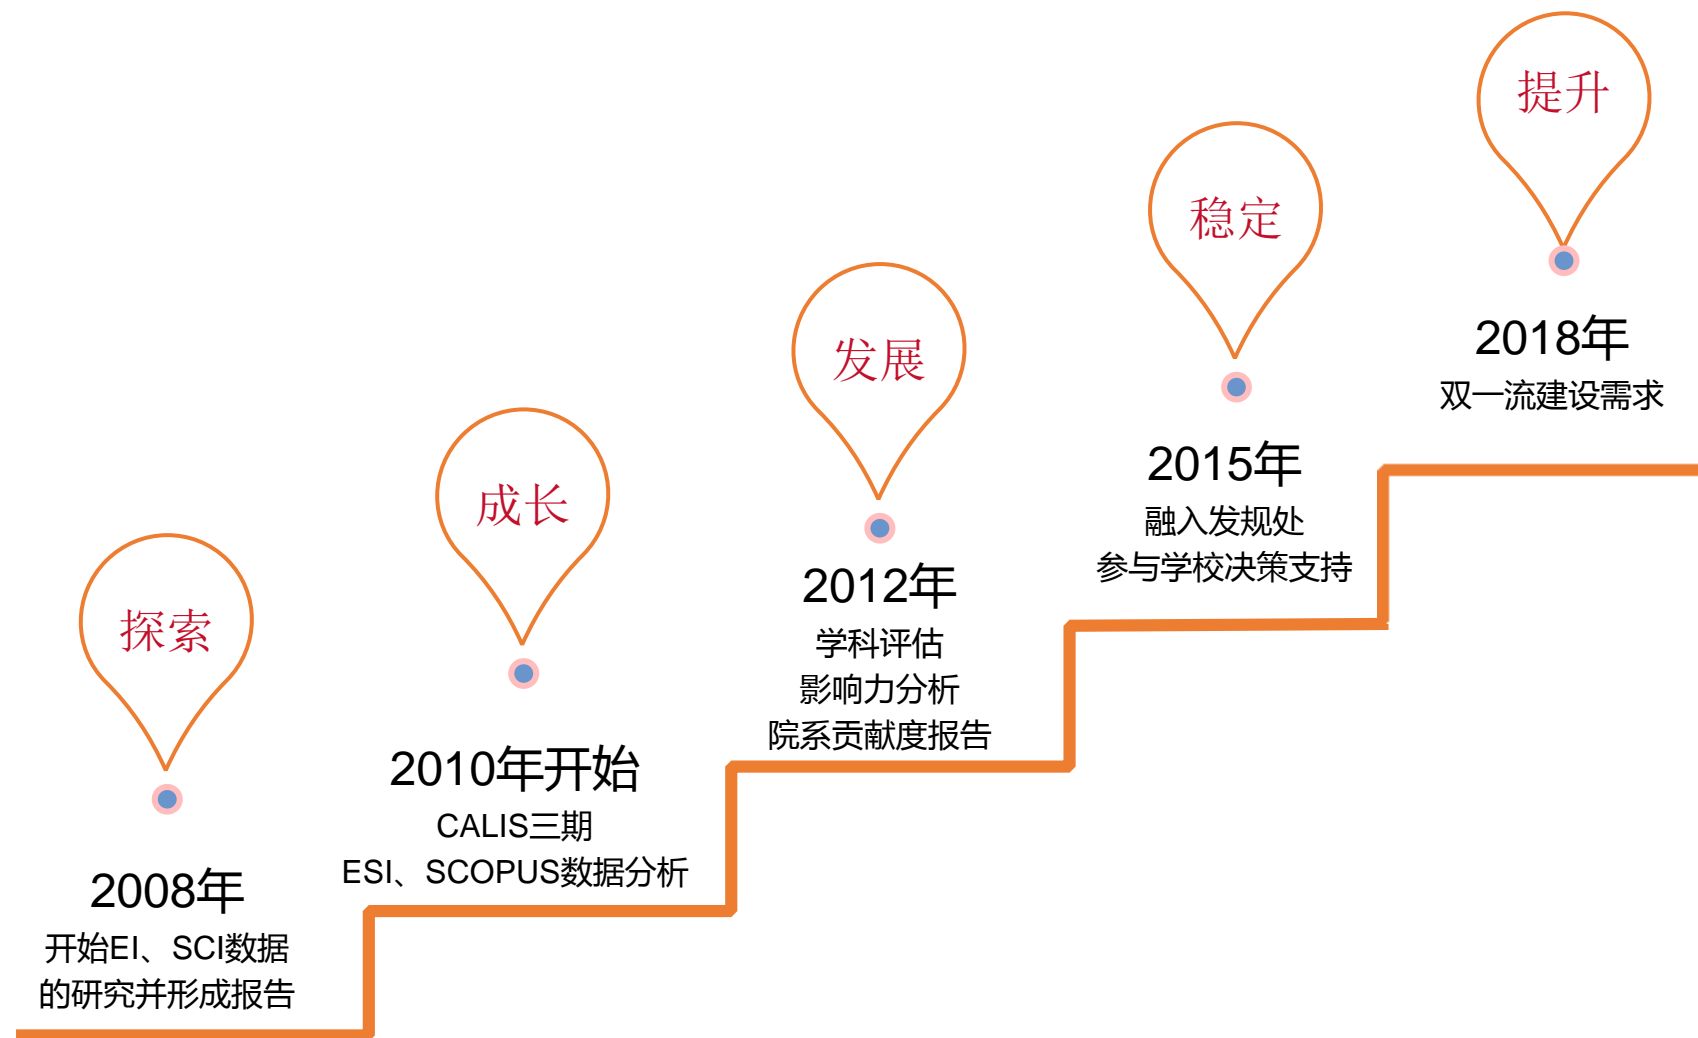 探索
2008年
开始EI、SCI数据
的研究并形成报告
成长
2010年开始
CALIS三期
ESI、SCOPUS数据分析
发展
2012年
学科评估
影响力分析
院系贡献度报告
稳定
2015年
融入发规处
参与学校决策支持
提升
2018年
双一流建设需求